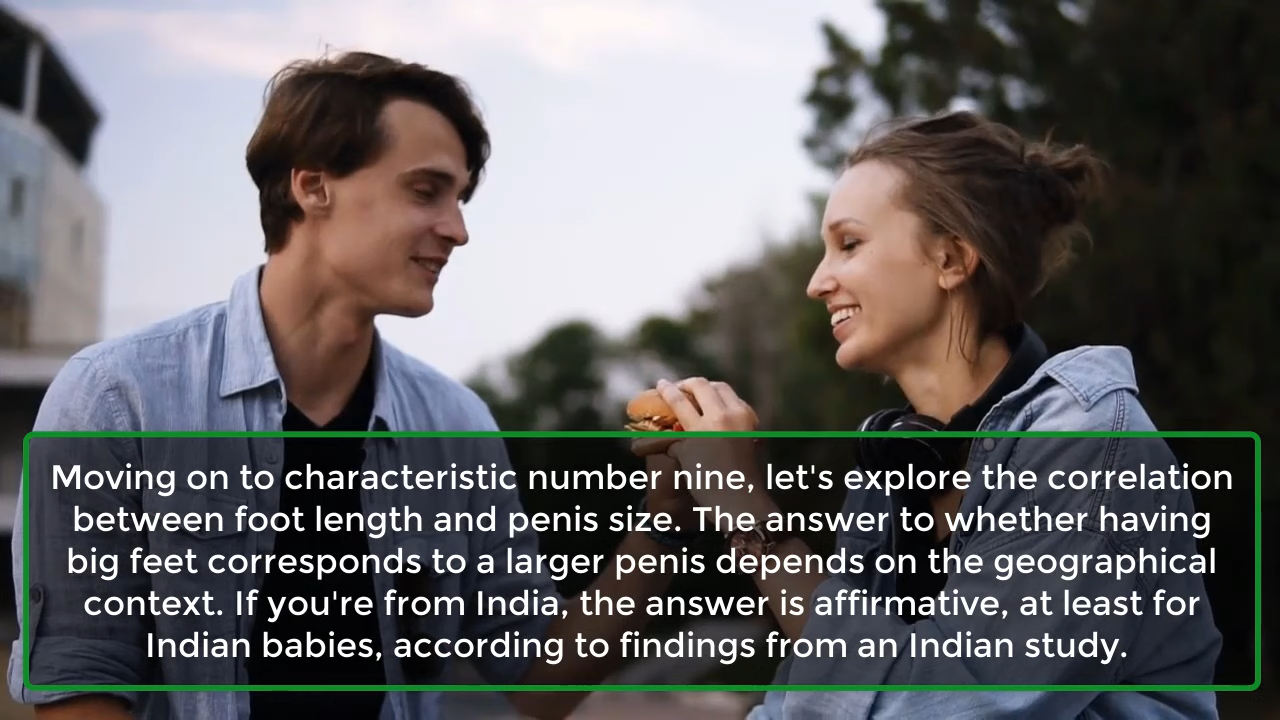 Moving on to characteristic number nine, let's explore the correlation
between foot length and penis size. The answer to whether having
big feet corresponds to a larger penis depends on the geographical
context. If you're from India, the answer is affirmative, at least for
Indian babies, according to findings from an Indian study.